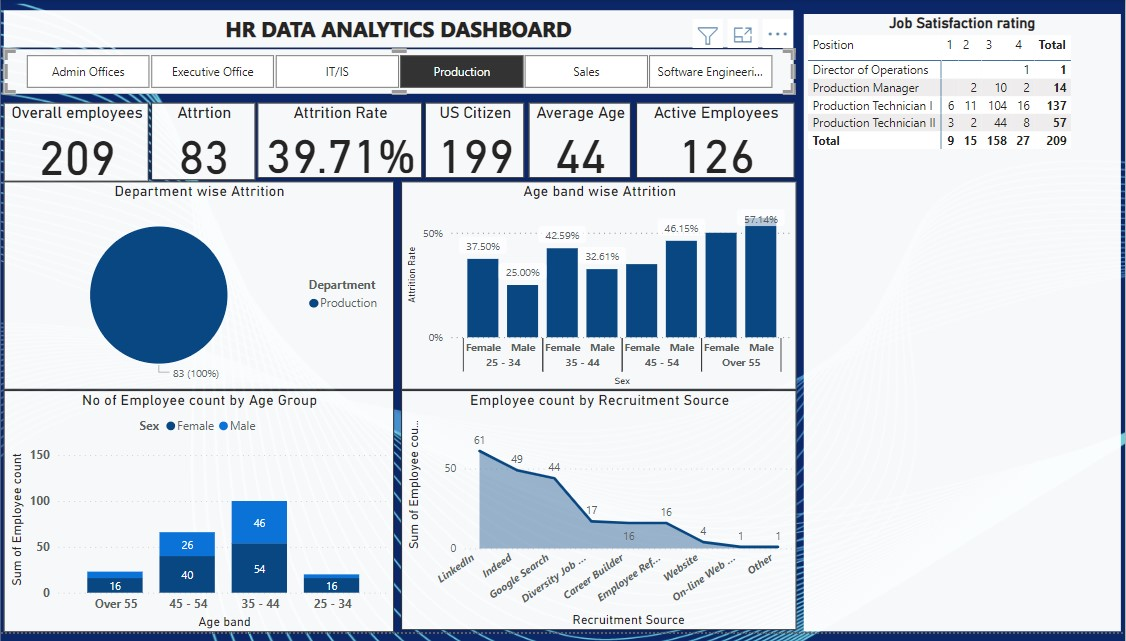 HR DATA ANALYTICS DASHBOARD
Admin Offices
Executive Office
IT/IS
Production
Sales
Software Engineeri...
Overall employees
209
Attrtion
83
Attrition Rate
39.71%
US Citizen
199
Average Age
44
Active Employees
126
Department wise Attrition
Department
Production
83 (100%)
Age band wise Attrition
Attrition Rate
50%
0%
37.50%
25.00%
42.59%
32.61%
46.15%
57.14%
Female Male Female Male Female Male Female Male
25 - 34 35 - 44 45 - 54 Over 55
Sex
No of Employee count by Age Group
Sex Female Male
Sum of Employee count
150
100
50
0
16
26
40
46
54
16
Over 55 45 - 54 35 - 44 25 - 34
Age band
Employee count by Recruitment Source
Sum of Employee cou...
50
0
61
49
44
17
16
16
4
1
1
LinkedIn
Indeed
Google Search
Diversity Job ...
Career Builder
Employee Ref...
Website
On-line Web ...
Other
Recruitment Source
Job Satisfaction rating
Position 1 2 3 4 Total
Director of Operations 1 1
Production Manager 2 10 2 14
Production Technician I 6 11 104 16 137
Production Technician II 3 2 44 8 57
Total 9 15 158 27 209